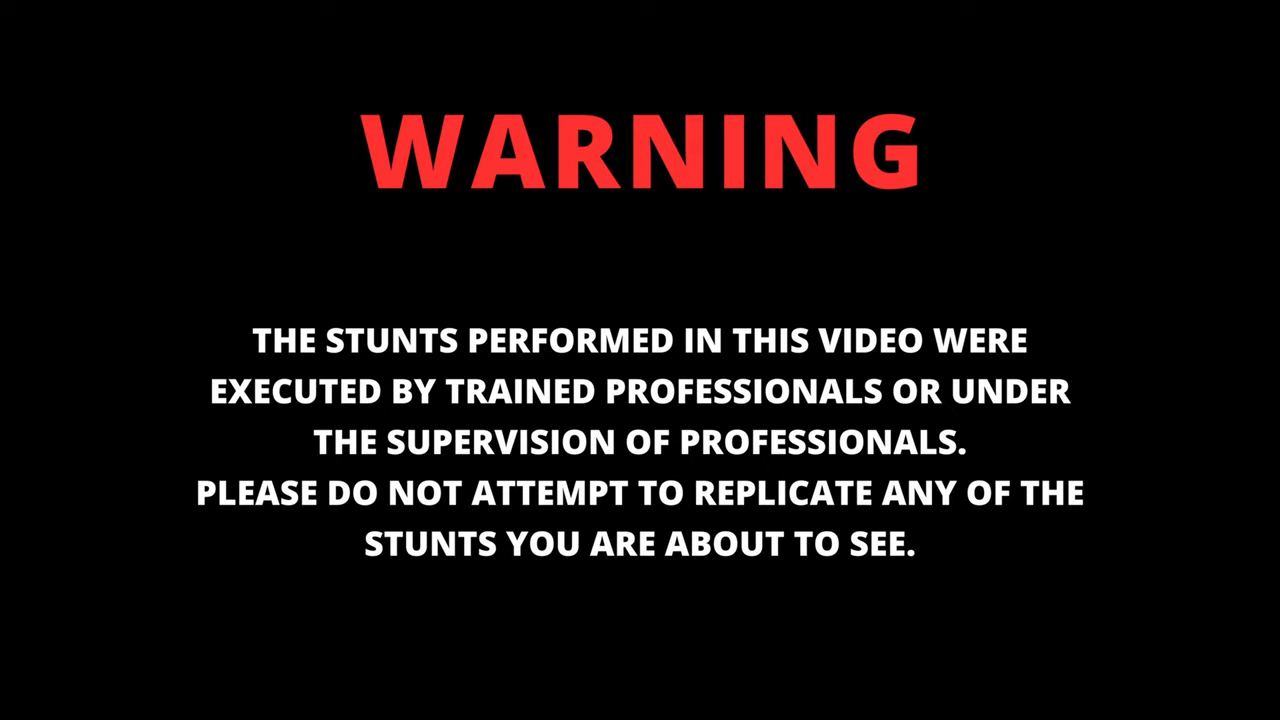 WARNING
THE STUNTS PERFORMED IN THIS VIDEO WERE
EXECUTED BY TRAINED PROFESSIONALS OR UNDER
THE SUPERVISION OF PROFESSIONALS.
PLEASE DO NOT ATTEMPT TO REPLICATE ANY OF THE
STUNTS YOU ARE ABOUT TO SEE.